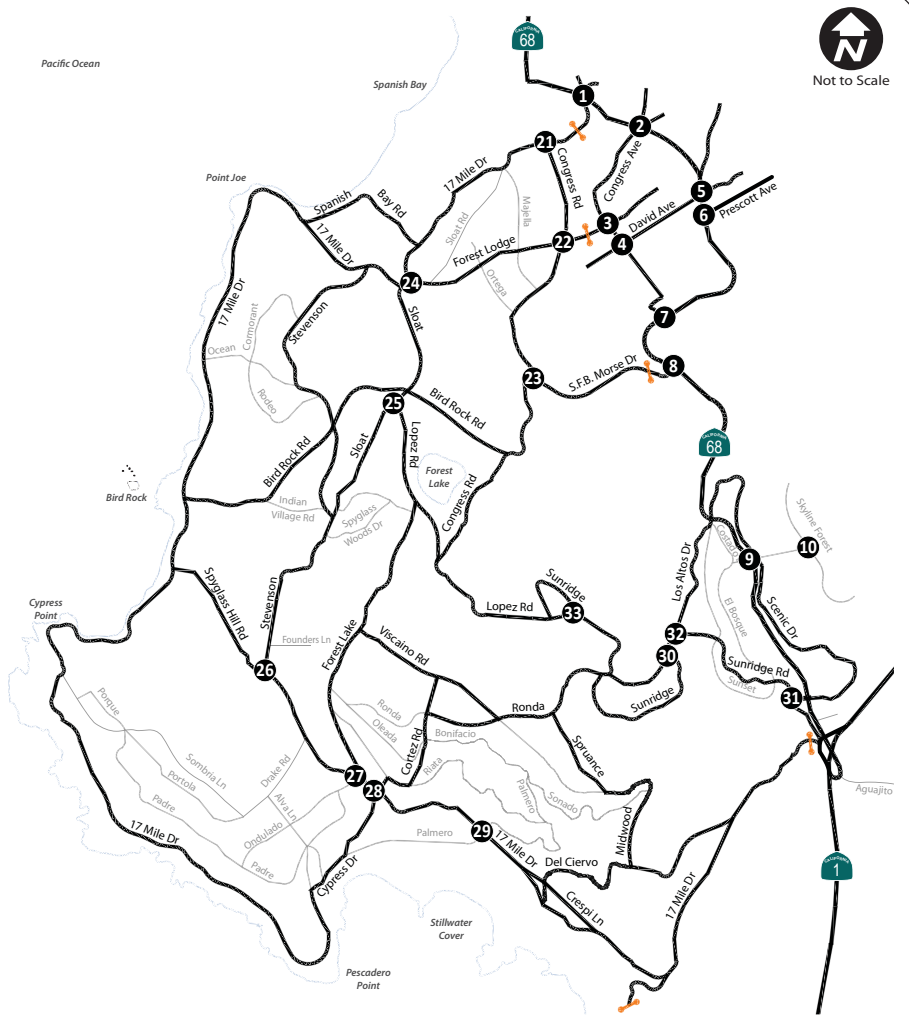 CALIFORNIA
68
N
Not to Scale
Pacific Ocean
Spanish Bay
1
2
21
17 Mile Dr
Congress Rd
Congress Ave
Point Joe
5
6
Prescott Ave
Spanish
Bay Rd
Sloat Rd
Majella
3
David Ave
4
17 Mile Dr
Forest Lodge
22
24
Ortega
17 Mile Dr
Cormorant
Stevenson
Sloat
7
Ocean
8
S.F.B. Morse Dr
23
Rodeo
25
Bird Rock Rd
CALIFORNIA
68
Bird Rock Rd
Sloat
Lopez Rd
Forest
Lake
Congress Rd
Bird Rock
Indian
Village Rd
Spyglass
Woods Dr
Skyline Forest
10
9
Los Altos Dr
El Bosque
Scenic Dr
Spyglass Hill Rd
Stevenson
Cypress
Point
Sunridge
Lopez Rd
33
32
Founders Ln
Forest Lake
Viscaino Rd
30
Sunridge Rd
26
Sunset
Sunridge
31
Porque
Ronda
Oleada
Ronda
Cortez Rd
Bonifacio
Sombria Ln
Drake Rd
Riata
Spruance
Portola
27
28
Palmero
Sonado
Aguajito
Padre
Alva Ln
Ondulado
17 Mile Dr
Palmero
29
17 Mile Dr
Midwood
Padre
Cypress Dr
Del Ciervo
CALIFORNIA
1
Crespi Ln
17 Mile Dr
Stillwater
Cover
Pescadero
Point